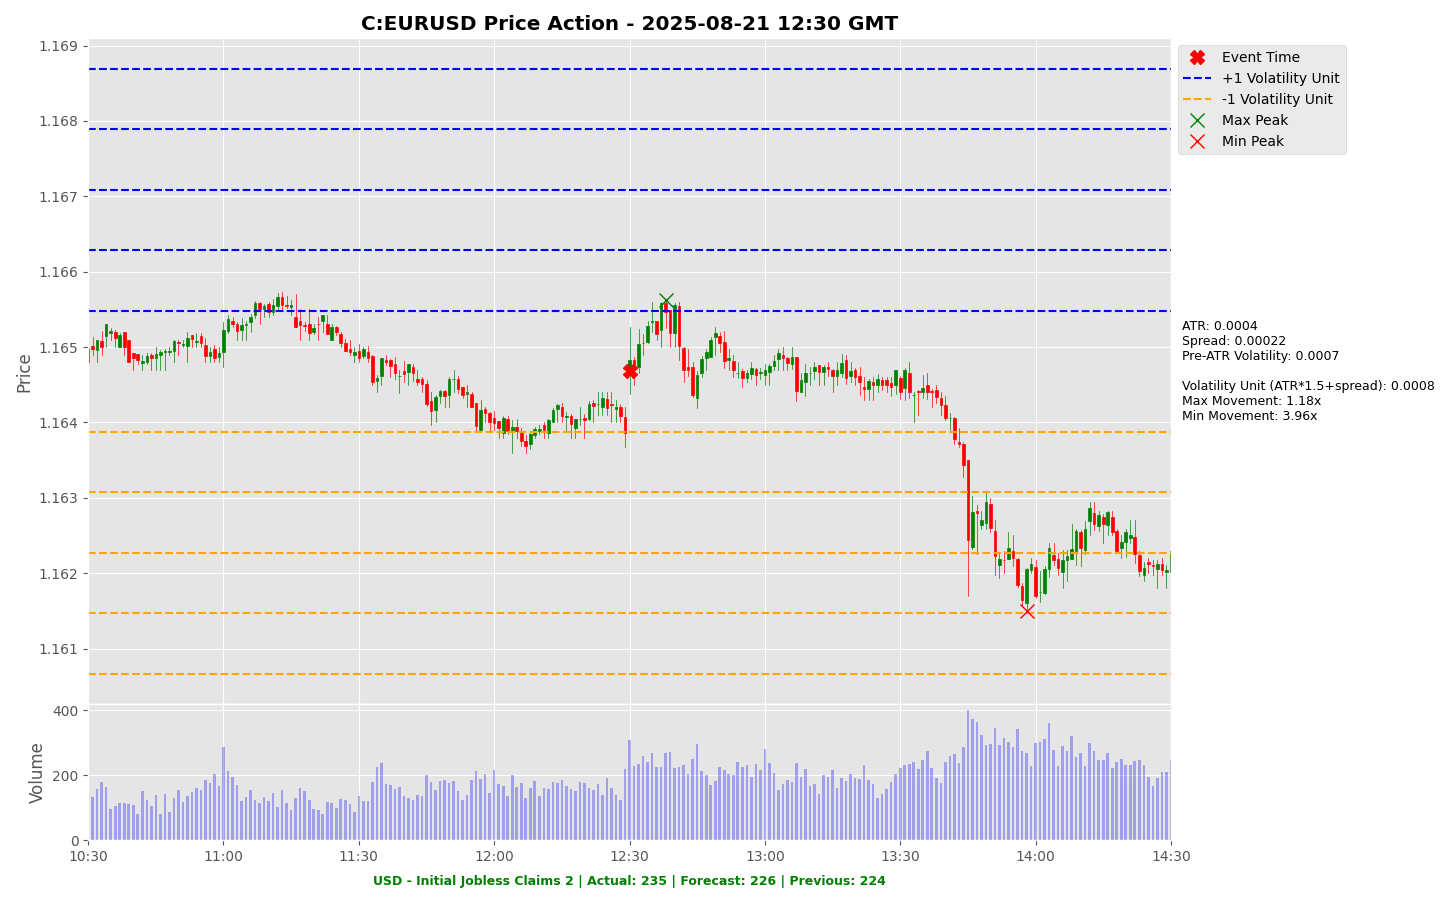 C:EURUSD Price Action - 2025-08-21 12:30 GMT
1.169
1.168
1.167
1.166
1.165
1.164
1.163
1.162
1.161
Price
400
200
0
Volume
10:30
11:00
11:30
12:00
12:30
13:00
13:30
14:00
14:30
USD - Initial Jobless Claims 2 | Actual: 235 | Forecast: 226 | Previous: 224
Event Time
+1 Volatility Unit
-1 Volatility Unit
Max Peak
Min Peak
ATR: 0.0004
Spread: 0.00022
Pre-ATR Volatility: 0.0007
Volatility Unit (ATR*1.5+spread): 0.0008
Max Movement: 1.18x
Min Movement: 3.96x